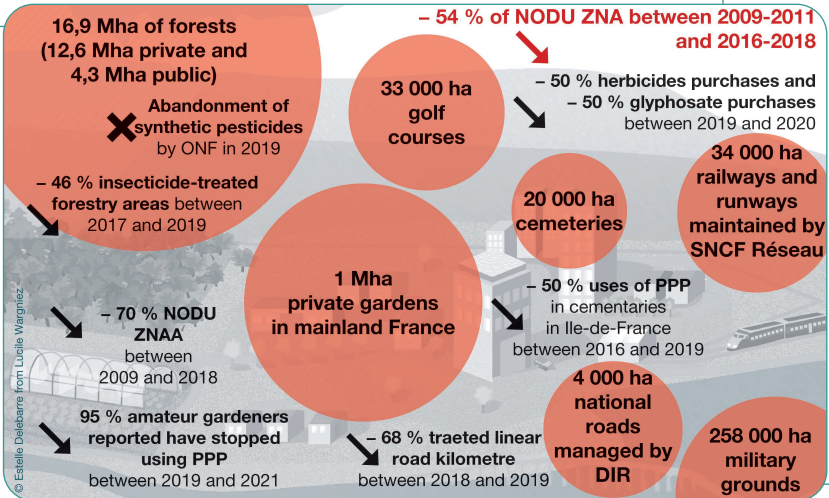 16,9 Mha of forests
(12,6 Mha private and
4,3 Mha public)
Abandonment of
synthetic pesticides
by ONF in 2019
– 46 % insecticide-treated
forestry areas between
2017 and 2019
– 54 % of NODU ZNA between 2009-2011
and 2016-2018
33 000 ha
golf
courses
– 50 % herbicides purchases and
– 50 % glyphosate purchases
between 2019 and 2020
34 000 ha
railways and
runways
maintained by
SNCF Réseau
20 000 ha
cemeteries
1 Mha
private gardens
in mainland France
– 50 % uses of PPP
in cementaries
in Ile-de-France
between 2016 and 2019
– 70 % NODU
ZNAA
between
2009 and 2018
4 000 ha
national
roads
managed by
DIR
95 % amateur gardeners
reported have stopped
using PPP
between 2019 and 2021
– 68 % traeted linear
road kilometre
between 2018 and 2019
258 000 ha
military
grounds
© Estelle Delebarre from Lucile Wargniez